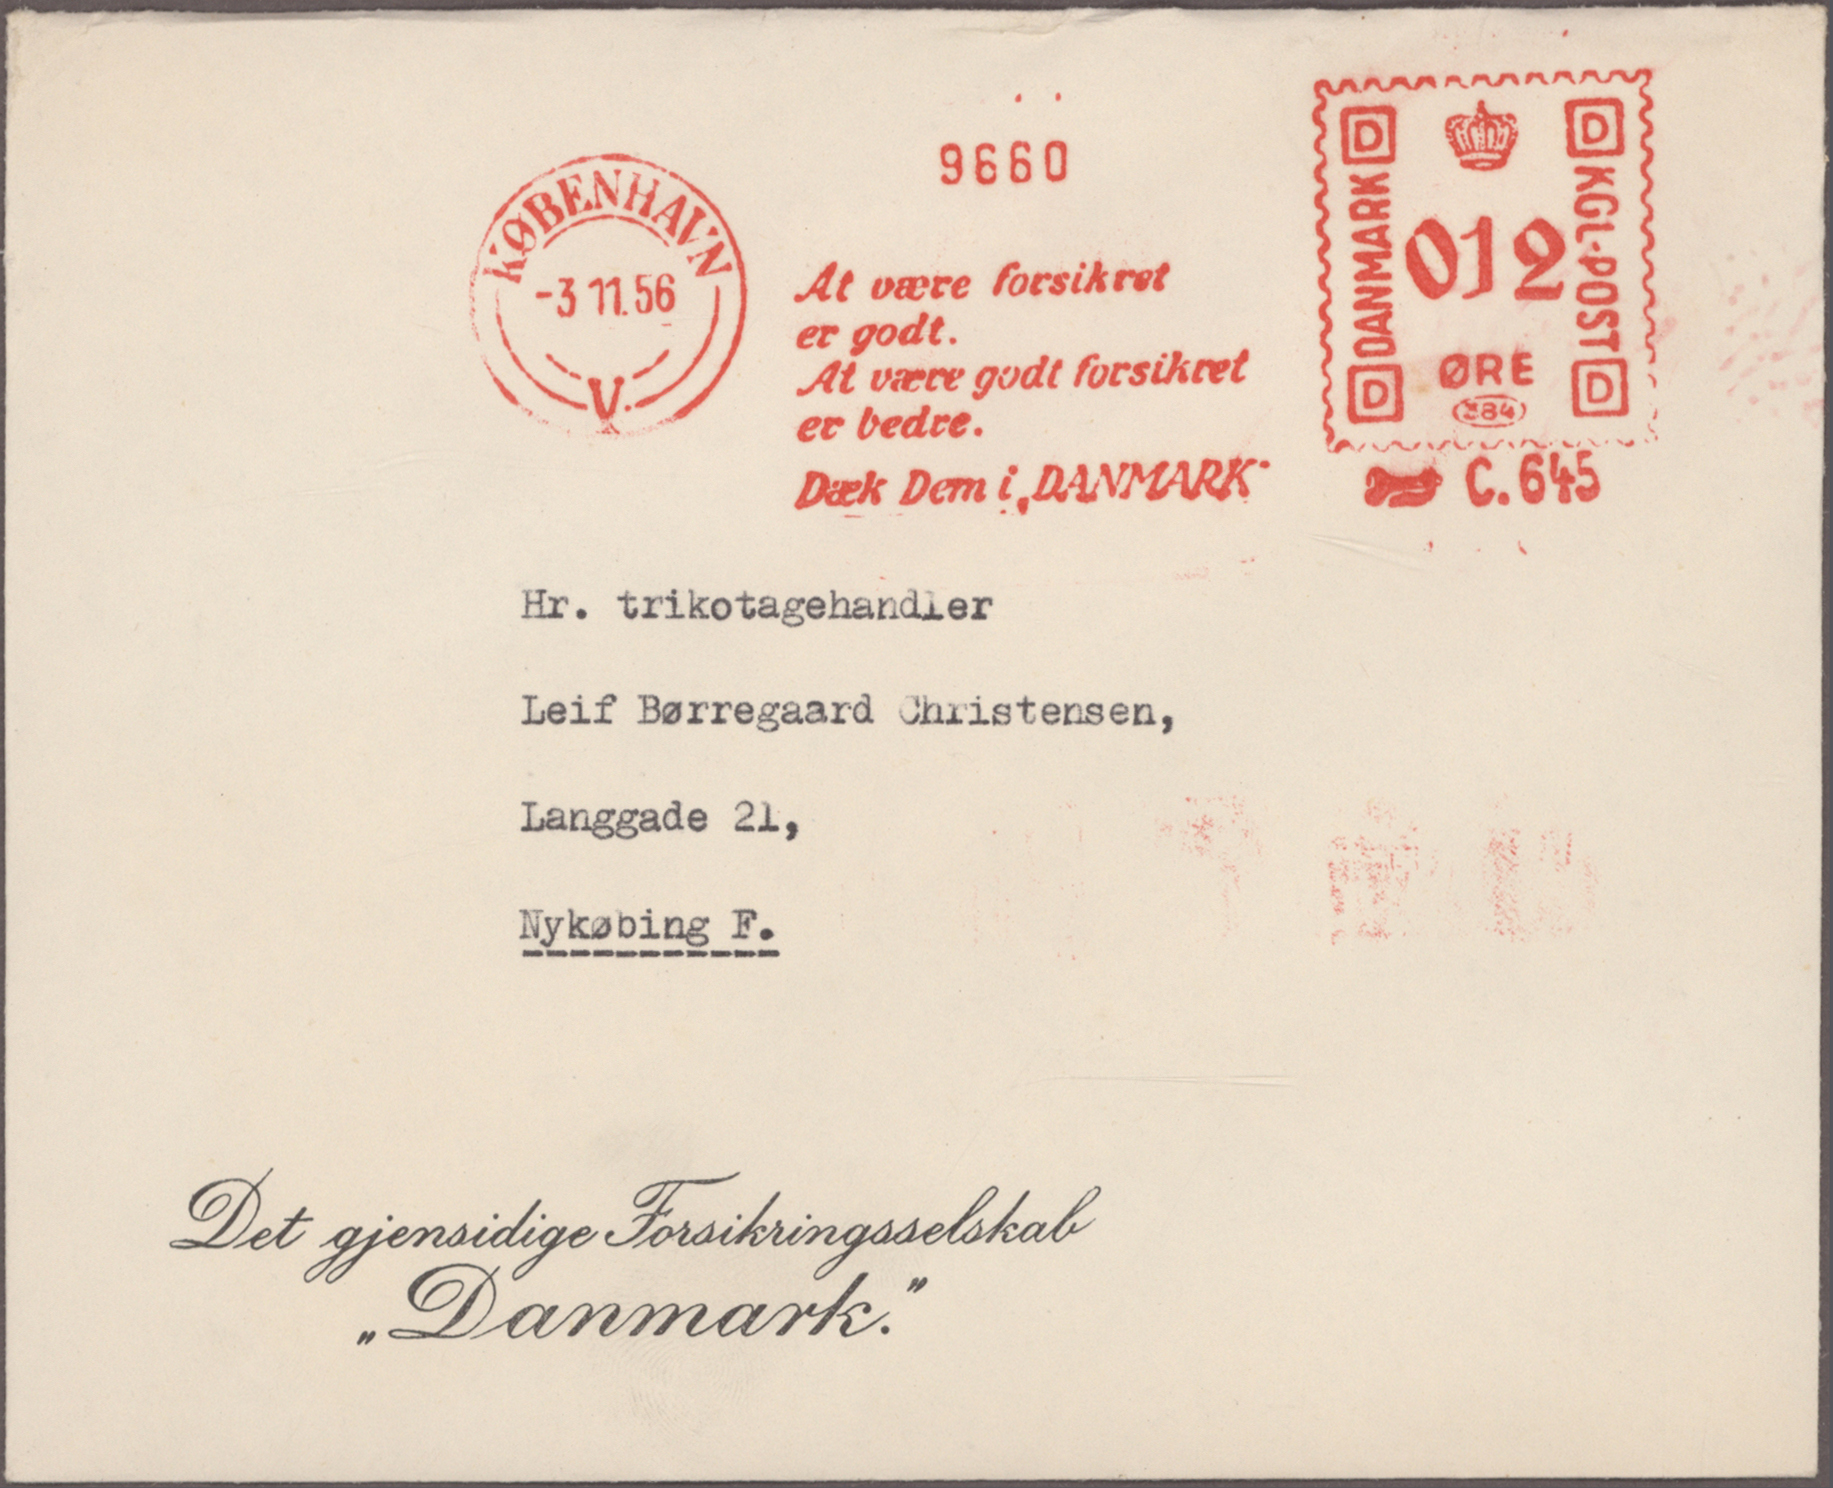 9660
KØBENHAVN
-3 11.56
V.
At være forsikret
er godt.
At være godt forsikret
er bedre.
Dæk Dem i „DANMARK"
D D
DANMARK
KGL·POST
012
ØRE
D D
C.645
Hr. trikotagehandler
Leif Børregaard Christensen,
Langgade 21,
Nykøbing F.
Det gjensidige Forsikringsselskab
„Danmark."